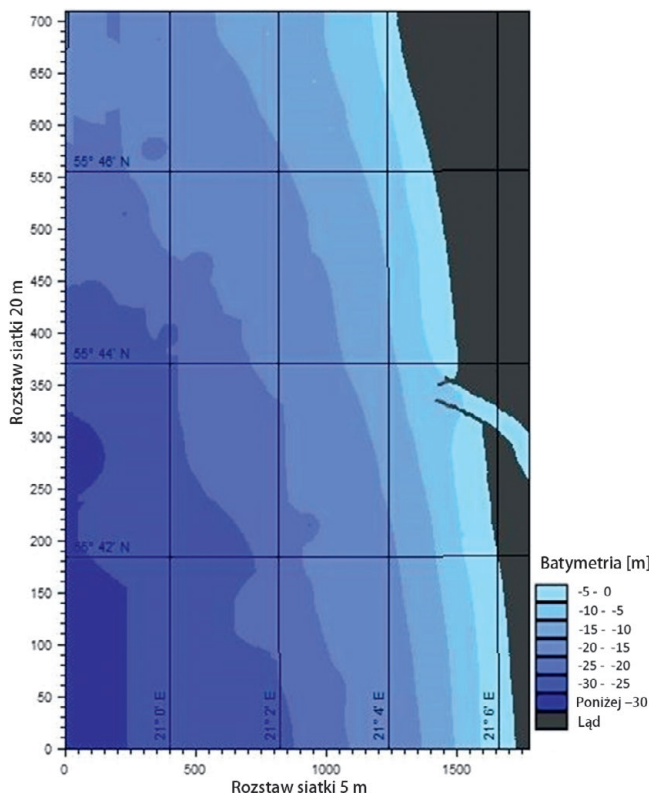 700
650
600
550
500
450
400
350
300
250
200
150
100
50
0
Rozstaw siatki 20 m
55° 46' N
55° 44' N
55° 42' N
21° 0' E
21° 2' E
21° 4' E
21° 6' E
0
500
1000
1500
Rozstaw siatki 5 m
Batymetria [m]
-5 - 0
-10 - -5
-15 - -10
-20 - -15
-25 - -20
-30 - -25
Poniżej –30
Ląd